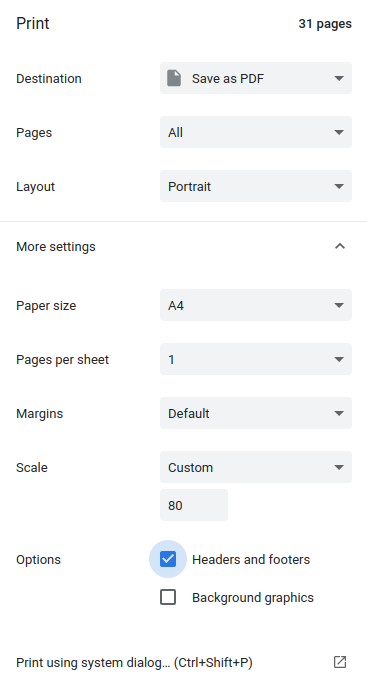 Print 31 pages
Destination Save as PDF
Pages All
Layout Portrait
More settings
Paper size A4
Pages per sheet 1
Margins Default
Scale Custom
80
Options Headers and footers
Background graphics
Print using system dialog... (Ctrl+Shift+P)